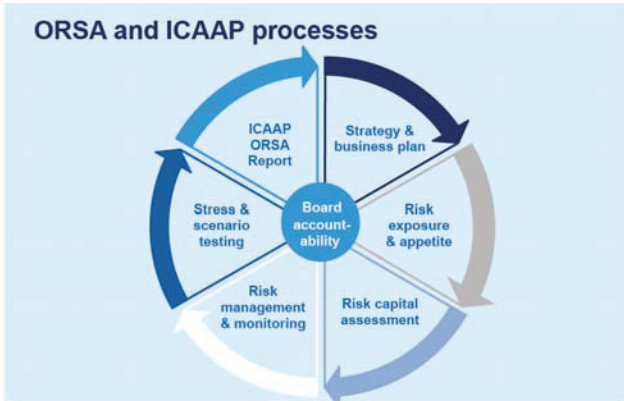 ORSA and ICAAP processes
ICAAP
ORSA
Report
Strategy &
business plan
Stress &
scenario
testing
Board
account-
ability
Risk
exposure
& appetite
Risk
management
& monitoring
Risk capital
assessment